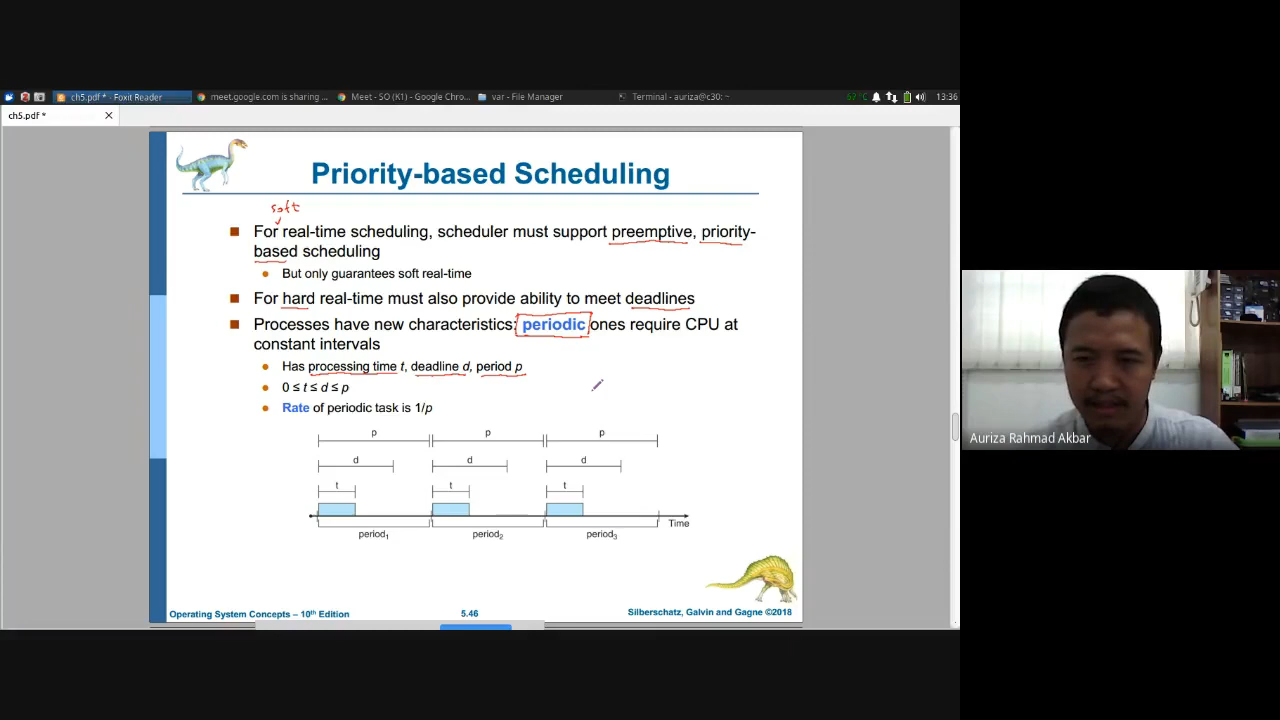 ch5.pdf * - Foxit Reader
meet.google.com is sharing ...
Meet - SO (K1) - Google Chro...
var - File Manager
Terminal - auriza@c30: ~
62°C
13:36
ch5.pdf *
Priority-based Scheduling
soft
For real-time scheduling, scheduler must support preemptive, priority-
based scheduling
But only guarantees soft real-time
For hard real-time must also provide ability to meet deadlines
Processes have new characteristics: periodic ones require CPU at
constant intervals
Has processing time t, deadline d, period p
0 ≤ t ≤ d ≤ p
Rate of periodic task is 1/p
p p p
d d d
t t t
Time
period1 period2 period3
Operating System Concepts – 10th Edition
5.46
Silberschatz, Galvin and Gagne ©2018
Auriza Rahmad Akbar